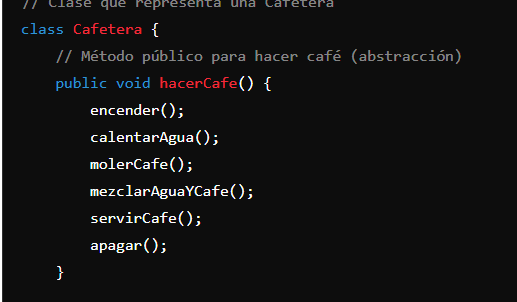 // Clase que representa una Cafetera
class Cafetera {
// Método público para hacer café (abstracción)
public void hacerCafe() {
encender();
calentarAgua();
molerCafe();
mezclarAguaYCafe();
servirCafe();
apagar();
}